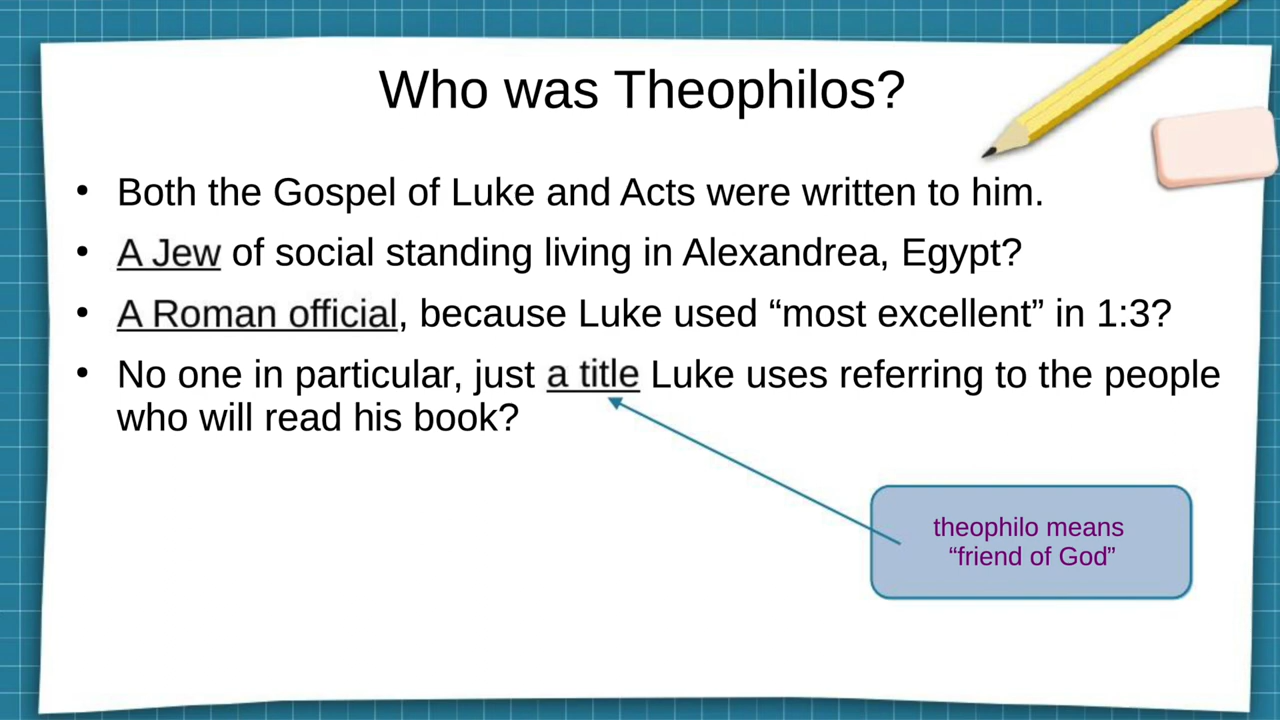 Who was Theophilos?
• Both the Gospel of Luke and Acts were written to him.
• A Jew of social standing living in Alexandrea, Egypt?
• A Roman official, because Luke used “most excellent” in 1:3?
• No one in particular, just a title Luke uses referring to the people
who will read his book?
theophilo means
“friend of God”